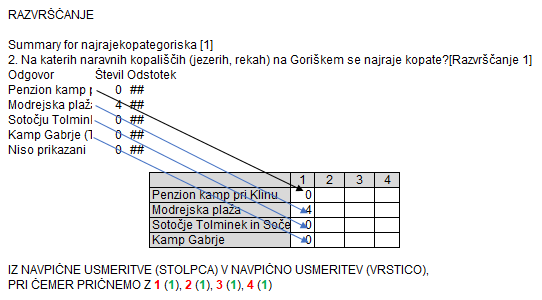 RAZVRŠČANJE
Summary for najrajekopategoriska [1]
2. Na katerih naravnih kopališčih (jezerih, rekah) na Goriškem se najraje kopate?[Razvrščanje 1]
Odgovor Števil Odstotek
Penzion kamp p 0 ##
Modrejska plaža 4 ##
Sotočju Tolmink 0 ##
Kamp Gabrje (T 0 ##
Niso prikazani 0 ##
1 2 3 4
Penzion kamp pri Klinu 0
Modrejska plaža 4
Sotočje Tolminek in Soče 0
Kamp Gabrje 0
IZ NAVPIČNE USMERITVE (STOLPCA) V NAVPIČNO USMERITEV (VRSTICO),
PRI ČEMER PRIČNEMO Z 1 (1), 2 (1), 3 (1), 4 (1)